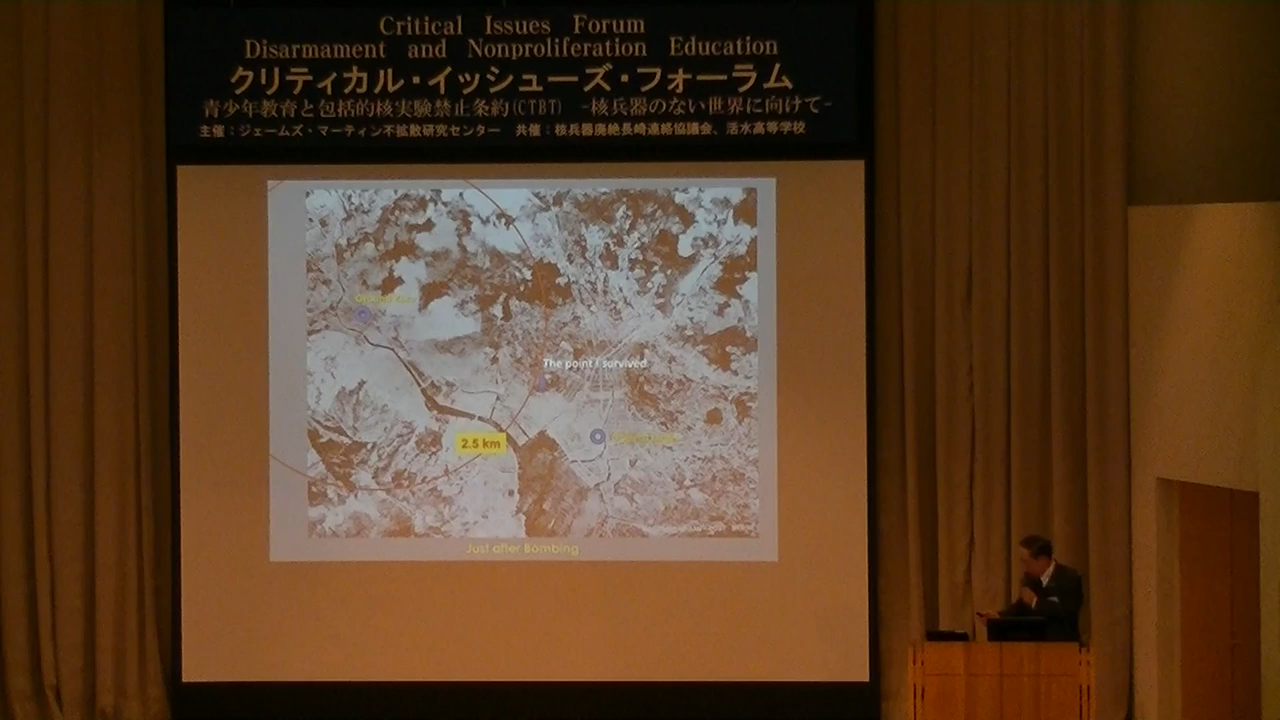 Critical Issues Forum
Disarmament and Nonproliferation Education
クリティカル・イッシューズ・フォーラム
青少年教育と包括的核実験禁止条約(CTBT) -核兵器のない世界に向けて-
主催：ジェームズ・マーティン不拡散研究センター 共催：核兵器廃絶長崎連絡協議会、活水高等学校
The point I survived
2.5 km
Just after Bombing